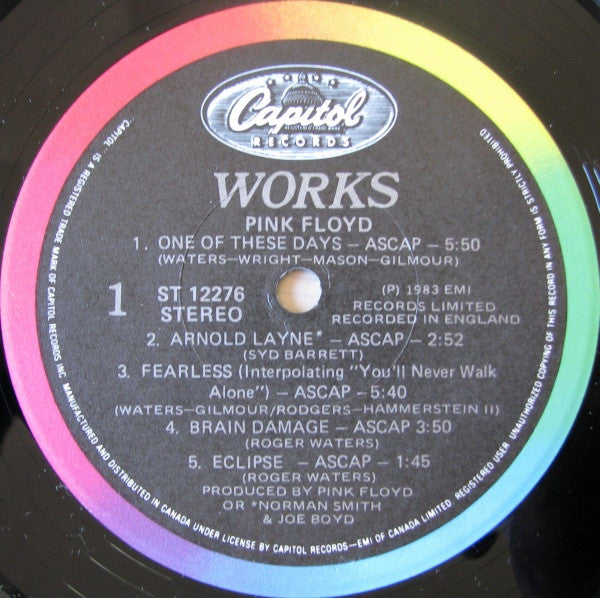 Capitol
REGISTERED TRADE MARK
RECORDS
WORKS
PINK FLOYD
1. ONE OF THESE DAYS – ASCAP – 5:50
(WATERS–WRIGHT–MASON–GILMOUR)
1
ST 12276
STEREO
(P) 1983 EMI
RECORDS LIMITED
RECORDED IN ENGLAND
2. ARNOLD LAYNE* – ASCAP – 2:52
(SYD BARRETT)
3. FEARLESS (Interpolating "You'll Never Walk
Alone") – ASCAP – 5:40
(WATERS–GILMOUR/RODGERS–HAMMERSTEIN II)
4. BRAIN DAMAGE – ASCAP 3:50
(ROGER WATERS)
5. ECLIPSE – ASCAP – 1:45
(ROGER WATERS)
PRODUCED BY PINK FLOYD
OR *NORMAN SMITH
& JOE BOYD
CAPITOL IS A REGISTERED TRADE MARK OF CAPITOL RECORDS INC. MANUFACTURED AND DISTRIBUTED IN CANADA UNDER LICENSE BY CAPITOL RECORDS–EMI OF CANADA LIMITED. REGISTERED USER. UNAUTHORIZED COPYING OF THIS RECORD IN ANY FORM IS STRICTLY PROHIBITED